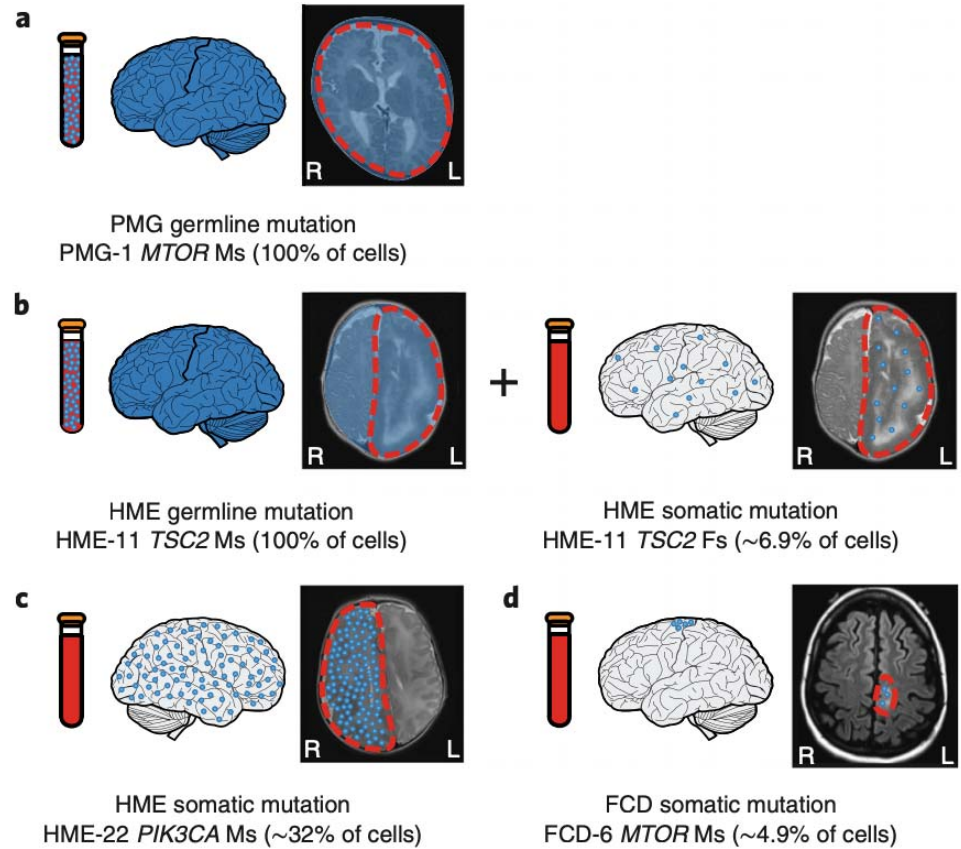 a
R L
PMG germline mutation
PMG-1 MTOR Ms (100% of cells)
b
R L
+
R L
HME germline mutation
HME-11 TSC2 Ms (100% of cells)
HME somatic mutation
HME-11 TSC2 Fs (~6.9% of cells)
c
R L
HME somatic mutation
HME-22 PIK3CA Ms (~32% of cells)
d
R L
FCD somatic mutation
FCD-6 MTOR Ms (~4.9% of cells)